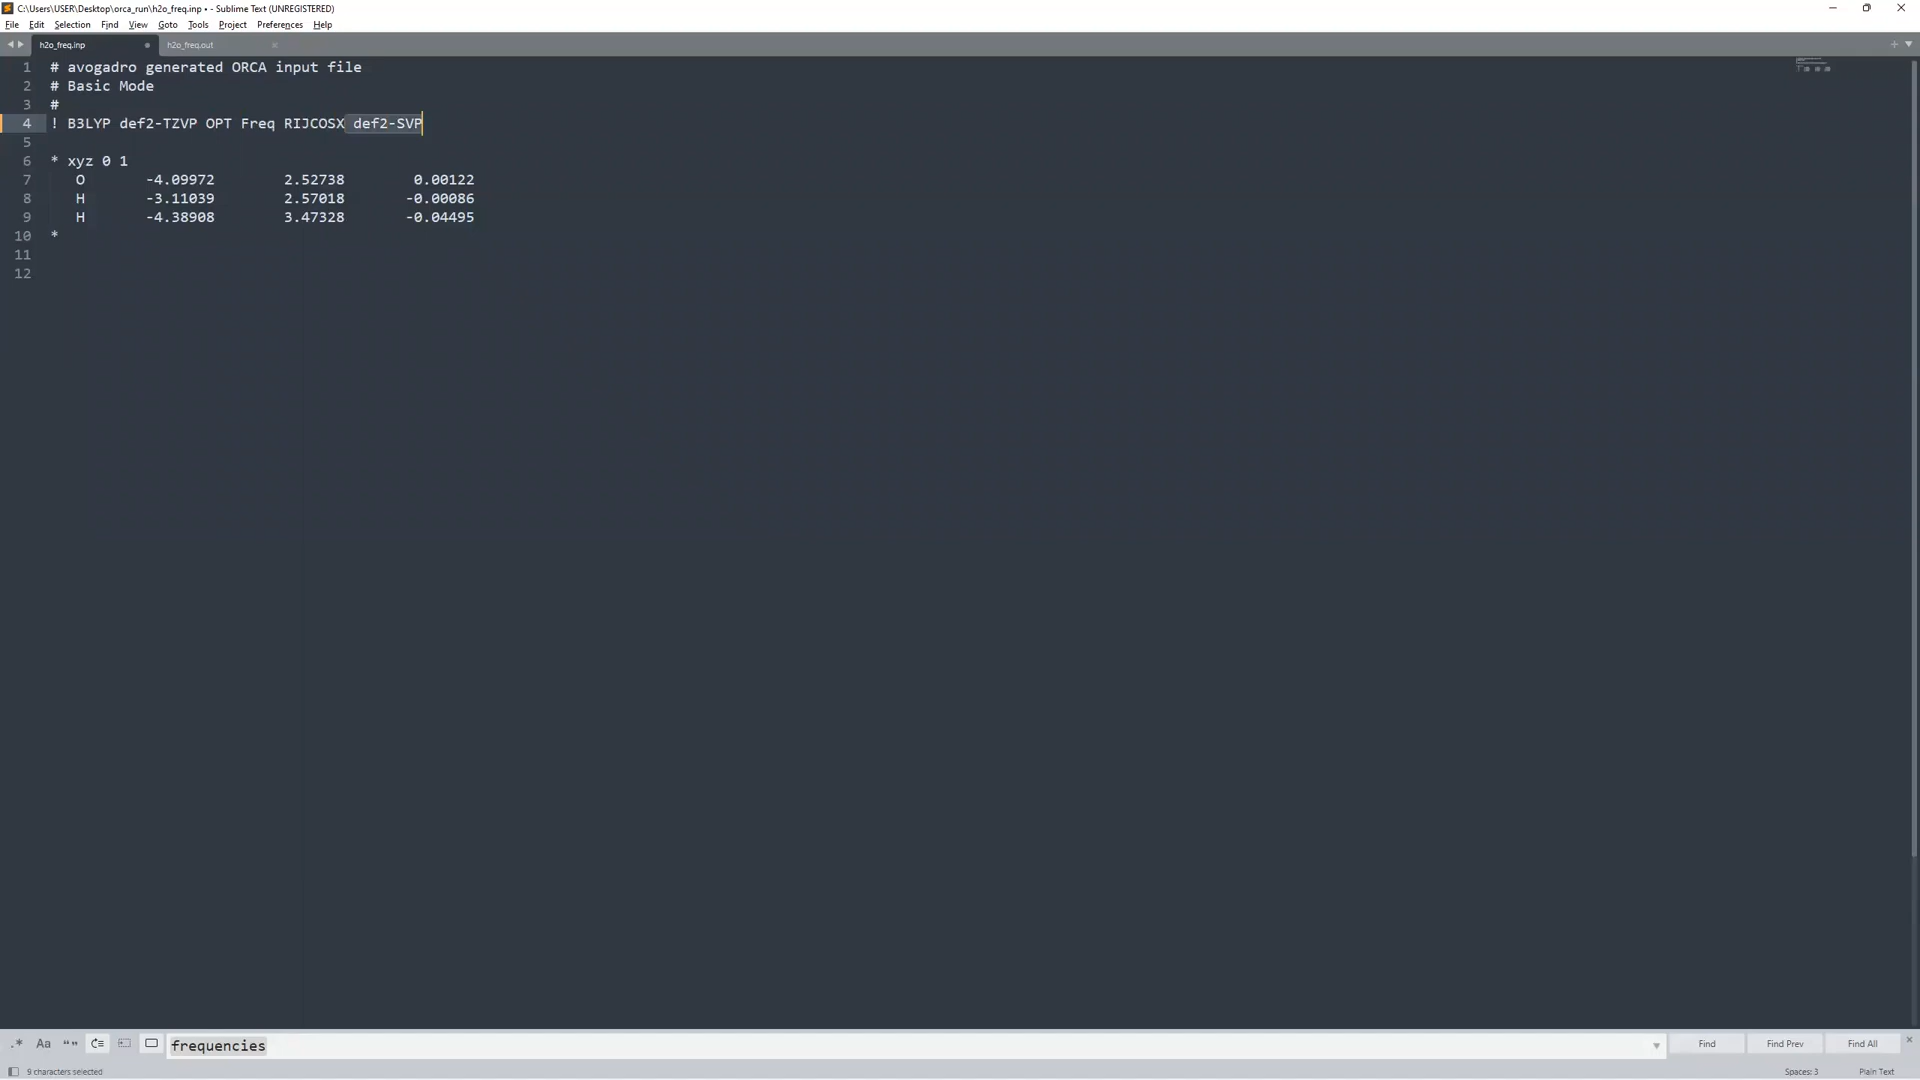 C:\Users\USER\Desktop\orca_run\h2o_freq.inp • - Sublime Text (UNREGISTERED)
File Edit Selection Find View Goto Tools Project Preferences Help
h2o_freq.inp h2o_freq.out
1 # avogadro generated ORCA input file
2 # Basic Mode
3 #
4 ! B3LYP def2-TZVP OPT Freq RIJCOSX def2-SVP
5
6 * xyz 0 1
7 O -4.09972 2.52738 0.00122
8 H -3.11039 2.57018 -0.00086
9 H -4.38908 3.47328 -0.04495
10 *
11
12
.* Aa “” frequencies Find Find Prev Find All
9 characters selected Spaces: 3 Plain Text